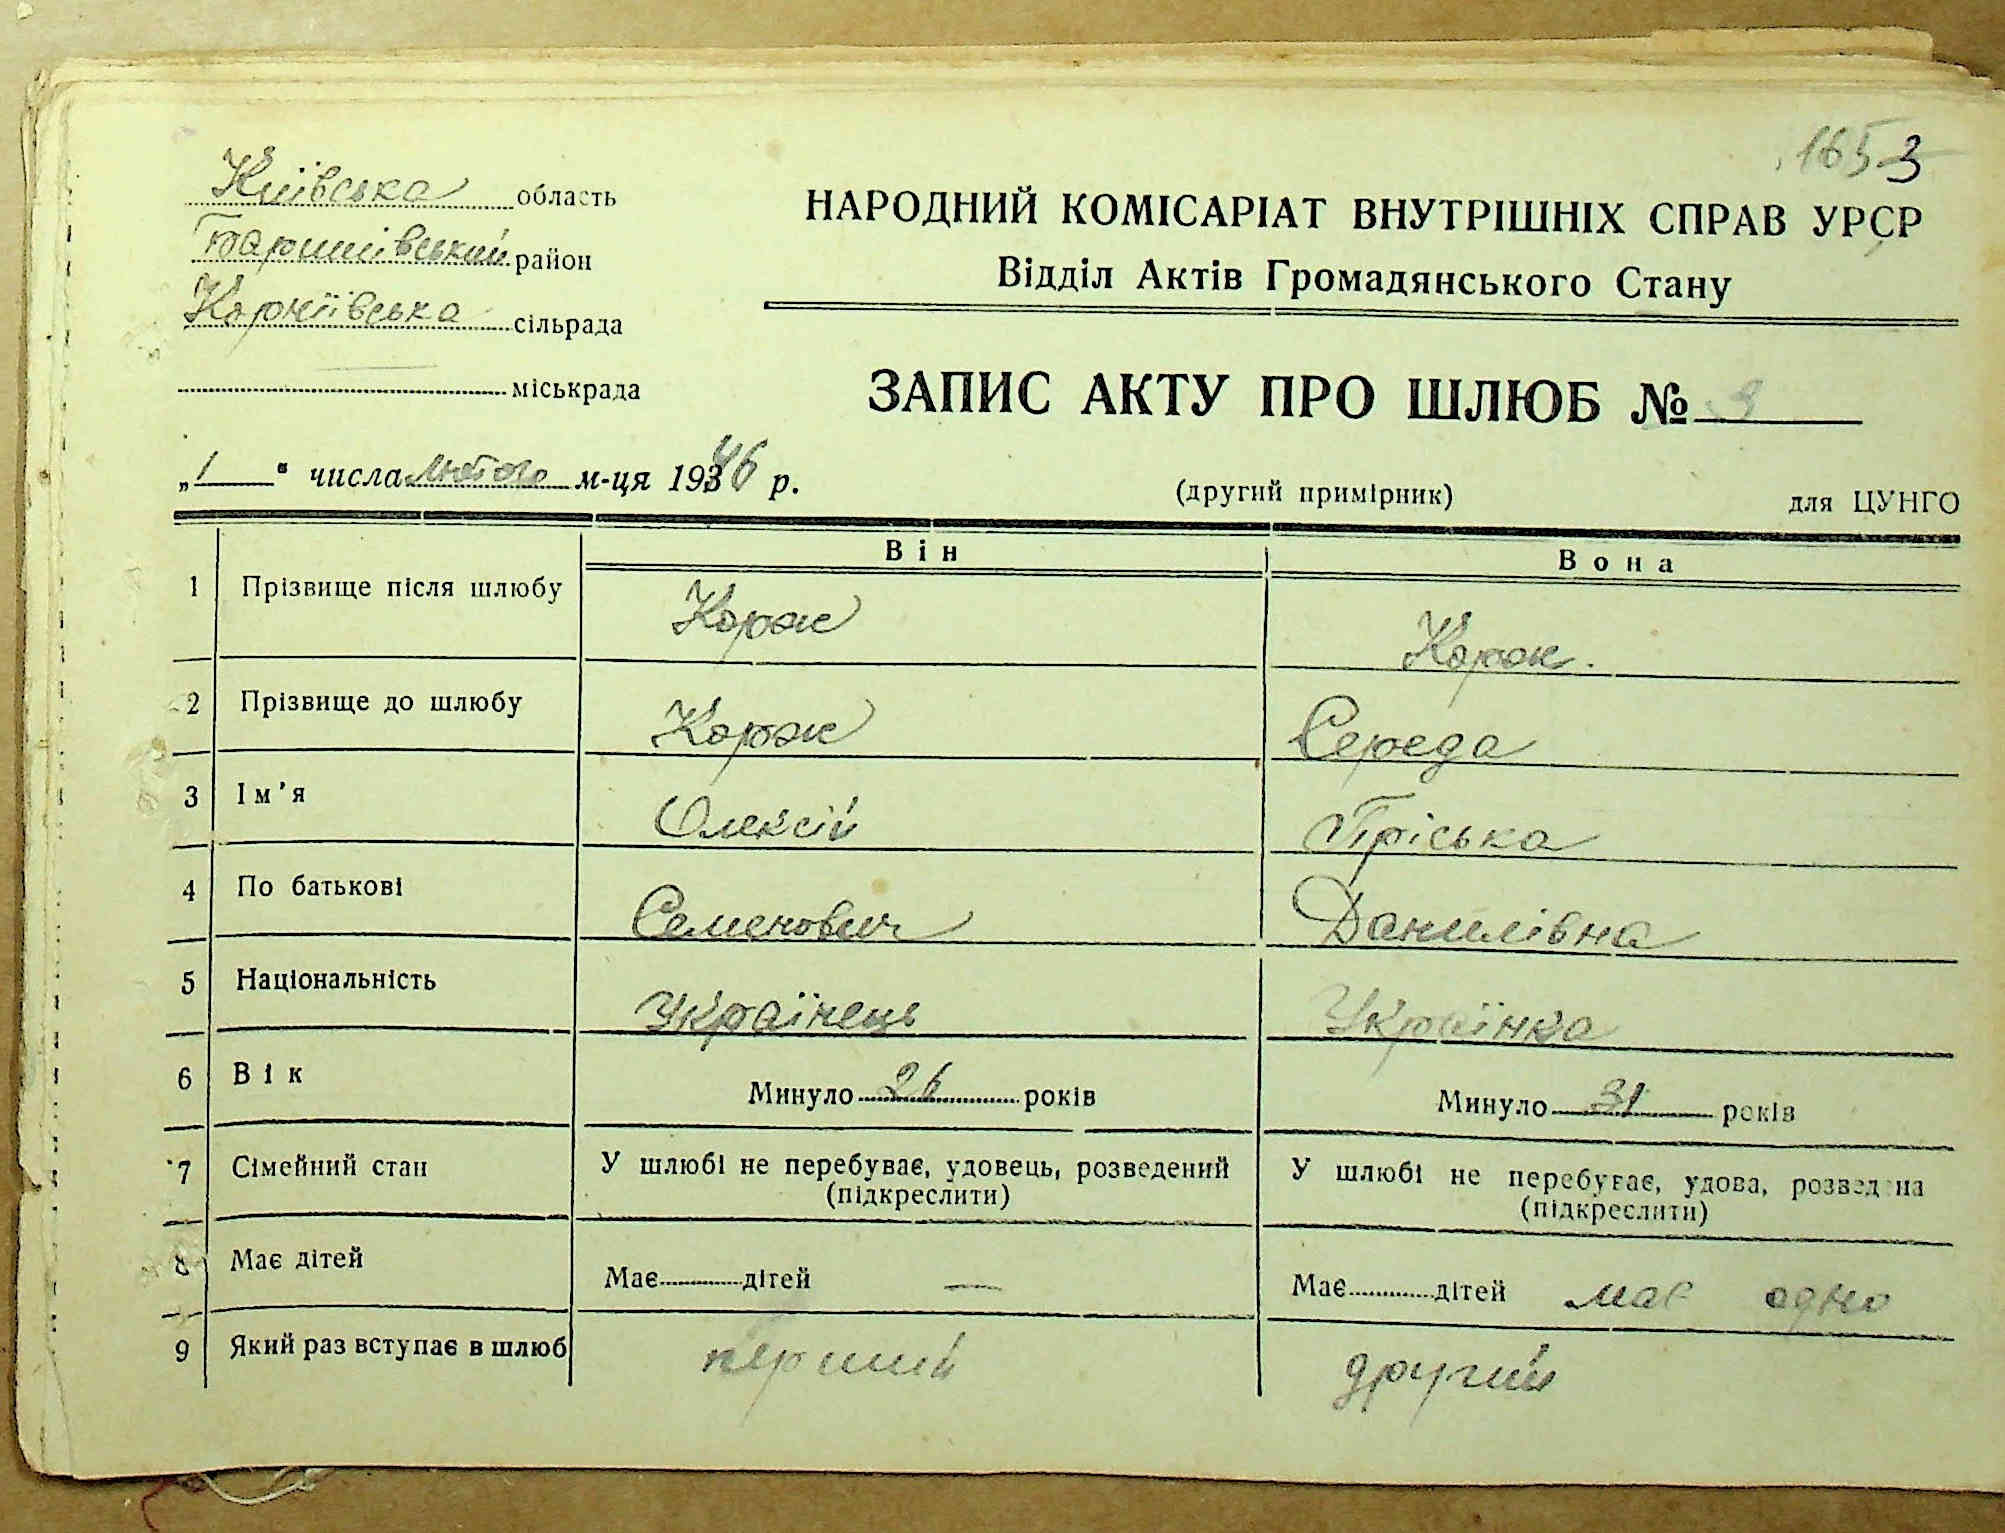 1653
Київська область
Баришівський район
Корніївська сільрада
міськрада
НАРОДНИЙ КОМІСАРІАТ ВНУТРІШНІХ СПРАВ УРСР
Відділ Актів Громадянського Стану
ЗАПИС АКТУ ПРО ШЛЮБ № 3
„1“ числа лютого м-ця 1946 р.
(другий примірник)
для ЦУНГО
Він
Вона
1 Прізвище після шлюбу Корж Корж.
2 Прізвище до шлюбу Корж Середа
3 Ім'я Олексій Пріська
4 По батькові Семенович Данилівна
5 Національність Українець Українка
6 Вік Минуло 26 років Минуло 31 років
7 Сімейний стан У шлюбі не перебуває, удовець, розведений У шлюбі не перебуває, удова, розведена
(підкреслити) (підкреслити)
8 Має дітей Має дітей — Має дітей має одно
9 Який раз вступає в шлюб перший другий